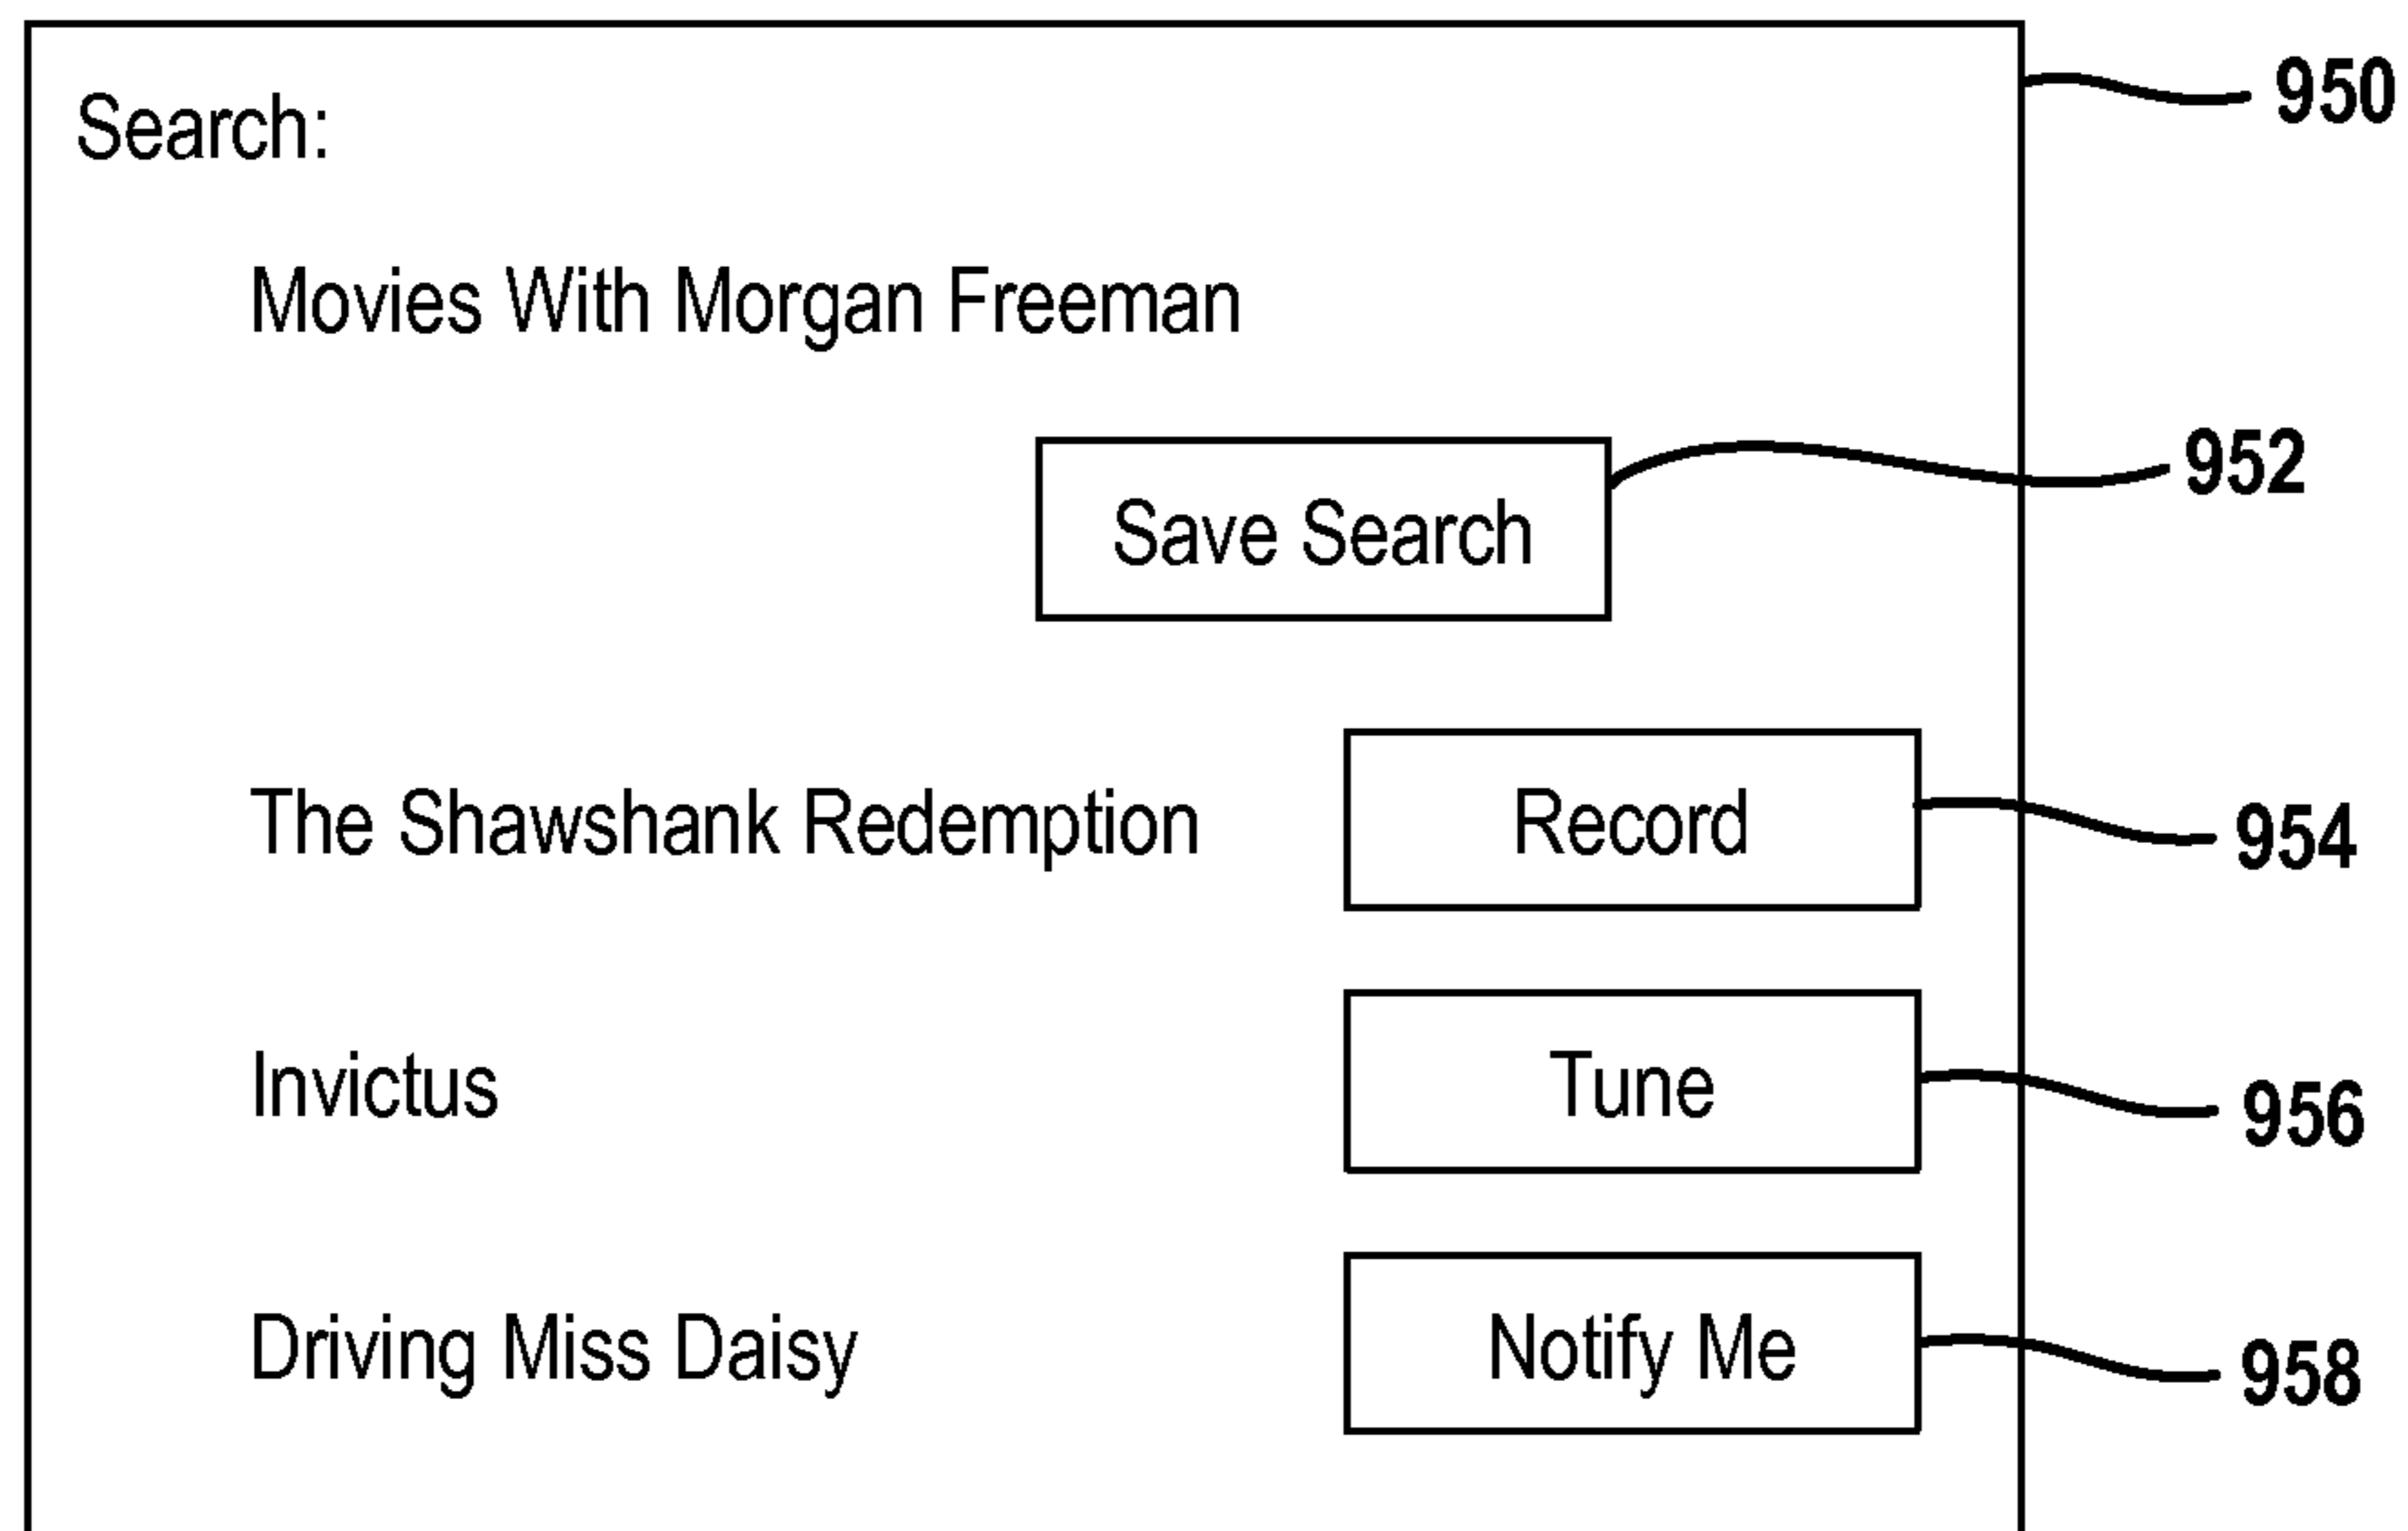 Search:
950
Movies With Morgan Freeman
952
Save Search
The Shawshank Redemption
Record
954
Invictus
Tune
956
Driving Miss Daisy
Notify Me
958